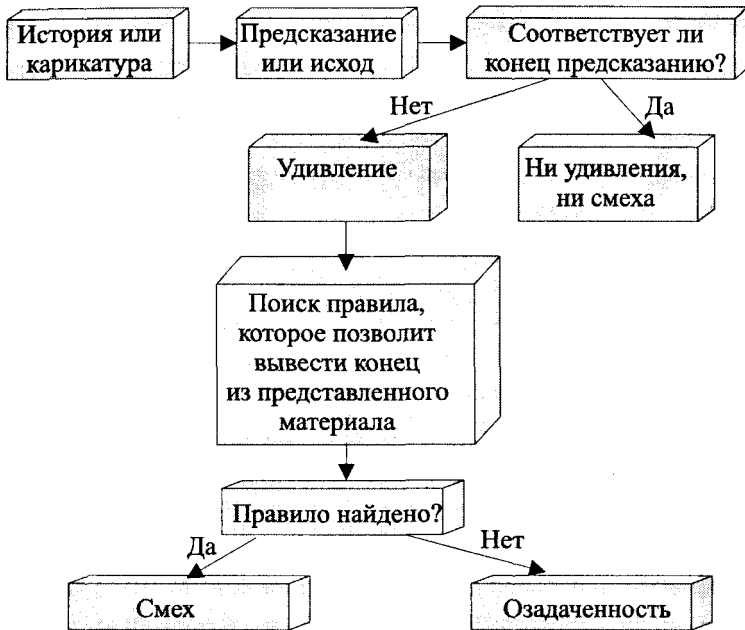 История или
карикатура
Предсказание
или исход
Соответствует ли
конец предсказанию?
Нет
Да
Удивление
Ни удивления,
ни смеха
Поиск правила,
которое позволит
вывести конец
из представленного
материала
Правило найдено?
Да
Нет
Смех
Озадаченность